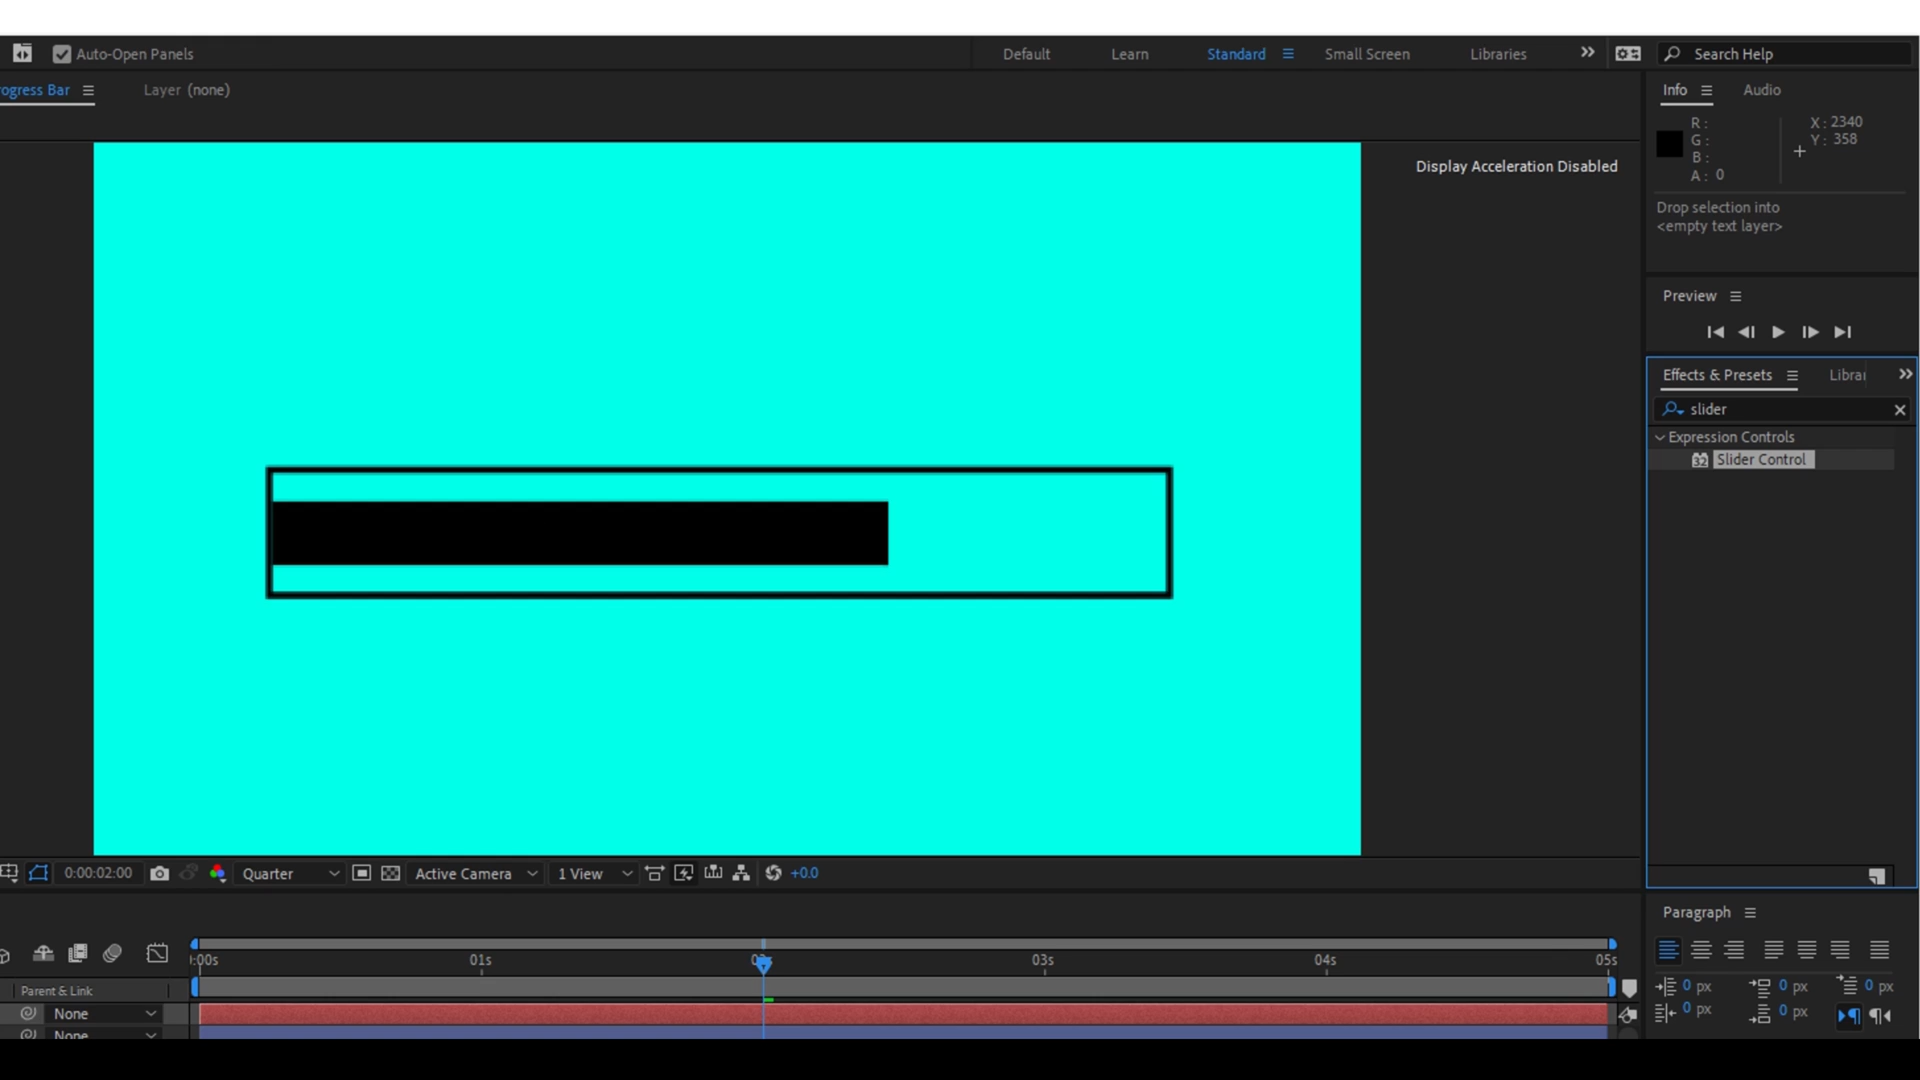 Auto-Open Panels
Default
Learn
Standard
Small Screen
Libraries
Search Help
ogress Bar
Layer (none)
Info
Audio
R :
G :
B :
A : 0
X : 2340
Y : 358
Display Acceleration Disabled
Drop selection into
<empty text layer>
Preview
Effects & Presets
Librar
slider
Expression Controls
32 Slider Control
0:00:02:00
Quarter
Active Camera
1 View
+0.0
Paragraph
:00s
01s
03s
04s
05s
Parent & Link
None
None
0 px
0 px
0 px
0 px
0 px